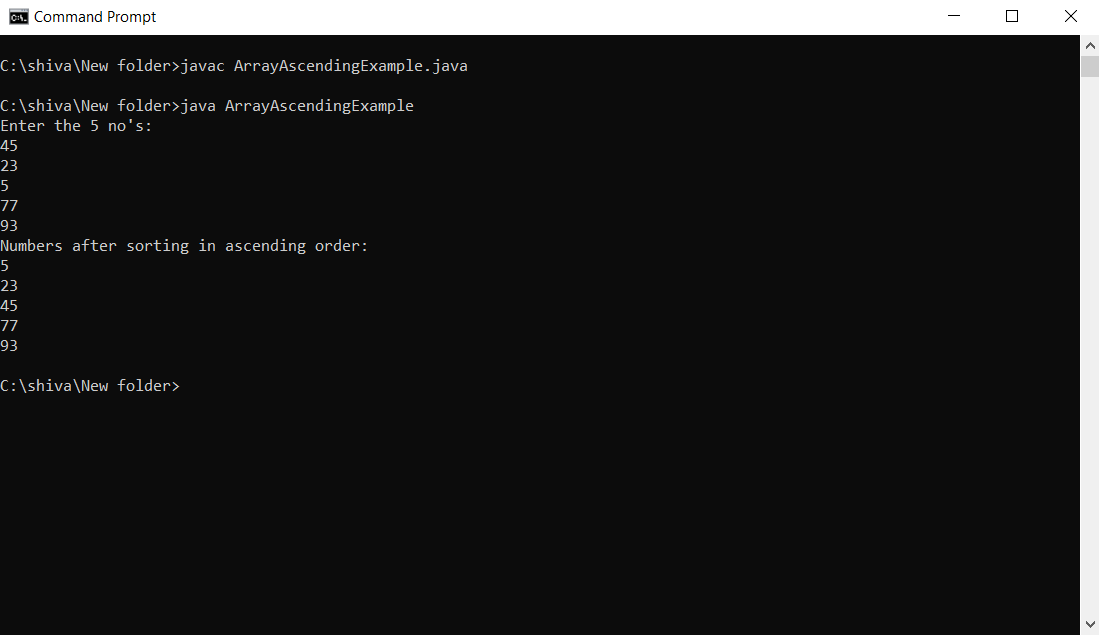 Command Prompt
C:\shiva\New folder>javac ArrayAscendingExample.java
C:\shiva\New folder>java ArrayAscendingExample
Enter the 5 no's:
45
23
5
77
93
Numbers after sorting in ascending order:
5
23
45
77
93
C:\shiva\New folder>